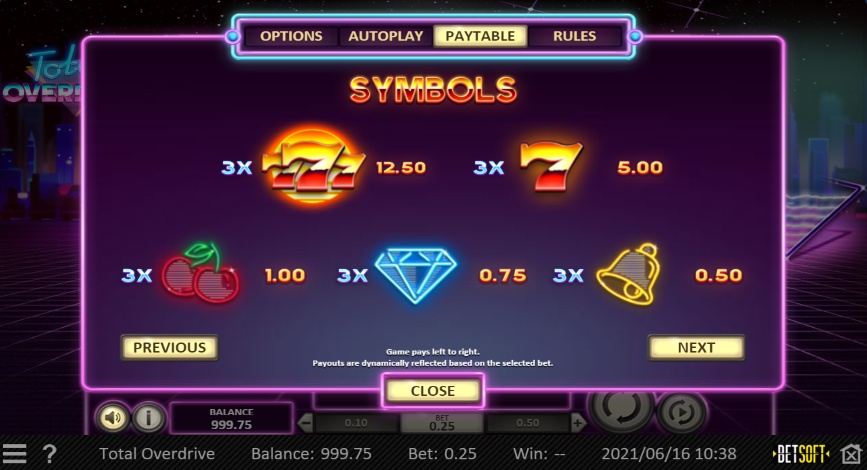 OPTIONS AUTOPLAY PAYTABLE RULES
SYMBOLS
3X 777 12.50 3X 7 5.00
3X 1.00 3X 0.75 3X 0.50
PREVIOUS NEXT
Game pays left to right.
Payouts are dynamically reflected based on the selected bet.
CLOSE
BALANCE
999.75
0.10
BET
0.25
0.50
Total Overdrive Balance: 999.75 Bet: 0.25 Win: -- 2021/06/16 10:38 BETSOFT